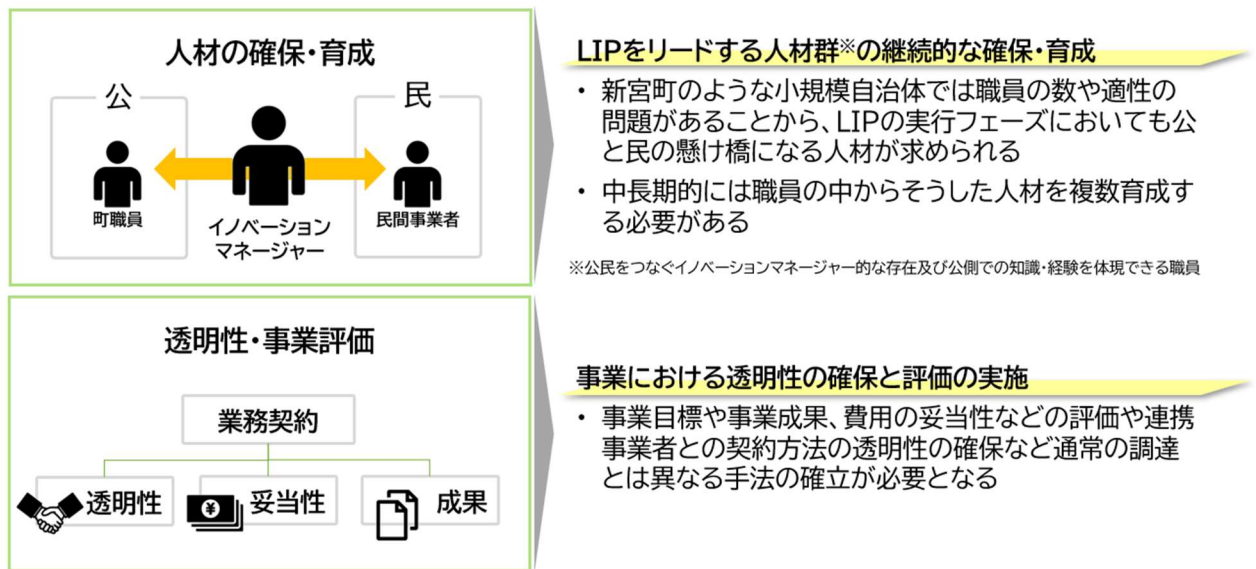 人材の確保・育成
公
民
町職員
イノベーション
マネージャー
民間事業者
LIPをリードする人材群※の継続的な確保・育成
・ 新宮町のような小規模自治体では職員の数や適性の
問題があることから、LIPの実行フェーズにおいても公
と民の懸け橋になる人材が求められる
・ 中長期的には職員の中からそうした人材を複数育成す
る必要がある
※公民をつなぐイノベーションマネージャー的な存在及び公側での知識・経験を体現できる職員
透明性・事業評価
業務契約
透明性
¥
妥当性
成果
事業における透明性の確保と評価の実施
・ 事業目標や事業成果、費用の妥当性などの評価や連携
事業者との契約方法の透明性の確保など通常の調達
とは異なる手法の確立が必要となる